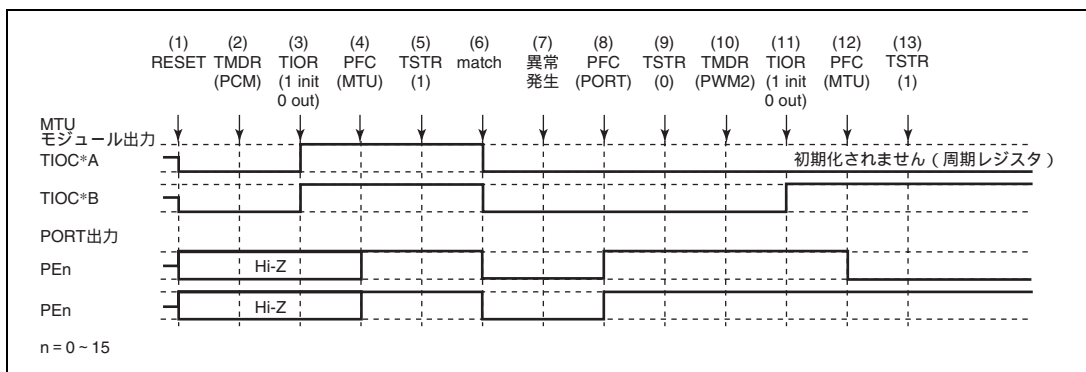 (1) (2) (3) (4) (5) (6) (7) (8) (9) (10) (11) (12) (13)
RESET TMDR TIOR PFC TSTR match 異常 PFC TSTR TMDR TIOR PFC TSTR
(PCM) (1 init (MTU) (1) 発生 (PORT) (0) (PWM2) (1 init (MTU) (1)
0 out) 0 out)
MTU
モジュール出力
TIOC*A 初期化されません(周期レジスタ)
TIOC*B
PORT出力
PEn Hi-Z
PEn Hi-Z
n = 0 ~ 15